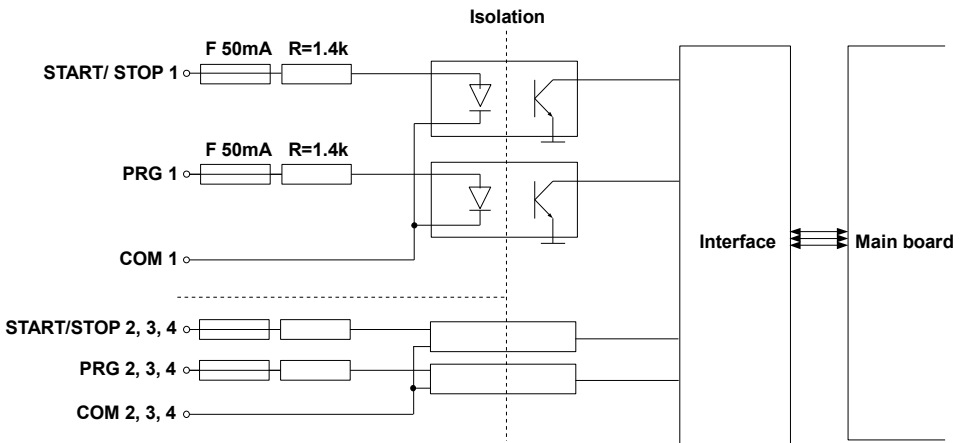 Isolation
F 50mA R=1.4k
START/ STOP 1
F 50mA R=1.4k
PRG 1
COM 1
Interface
Main board
START/STOP 2, 3, 4
PRG 2, 3, 4
COM 2, 3, 4